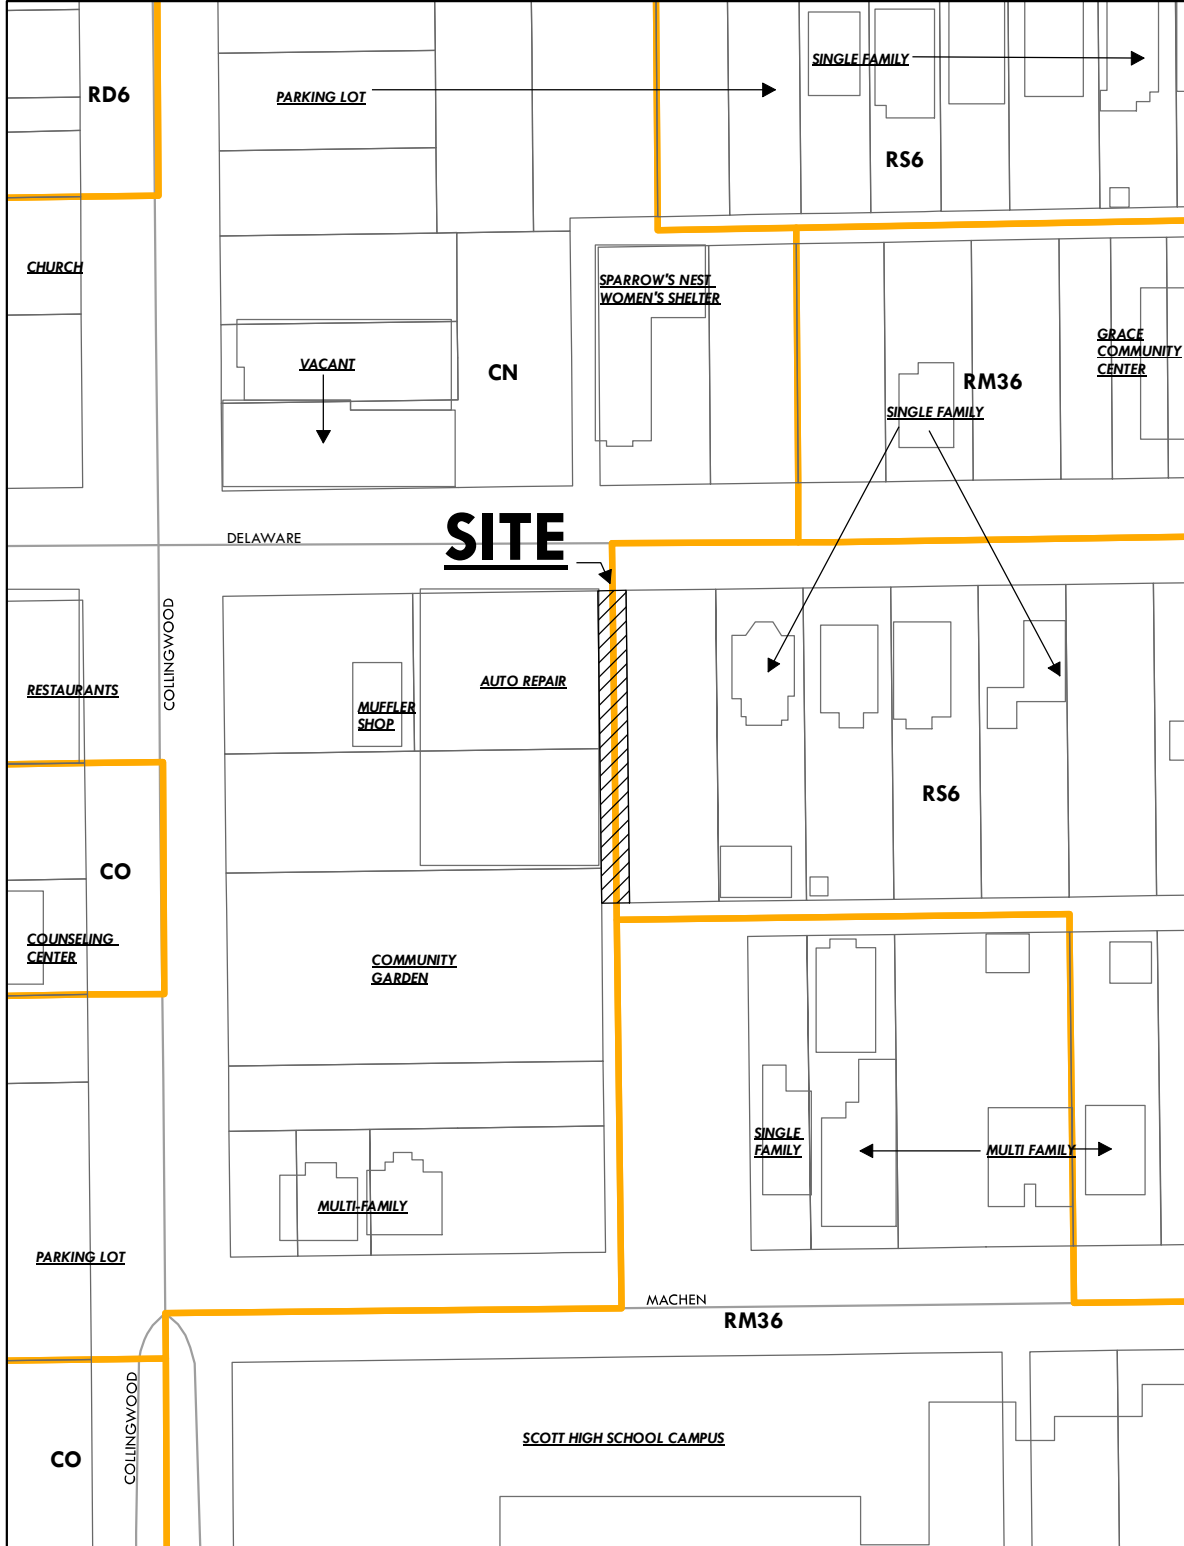 SINGLE FAMILY
RD6
PARKING LOT
RS6
CHURCH
SPARROW'S NEST
WOMEN'S SHELTER
GRACE
COMMUNITY
CENTER
VACANT
CN
RM36
SINGLE FAMILY
SITE
DELAWARE
COLLINGWOOD
RESTAURANTS
AUTO REPAIR
MUFFLER
SHOP
RS6
CO
COUNSELING
CENTER
COMMUNITY
GARDEN
SINGLE
FAMILY
MULTI FAMILY
MULTI-FAMILY
PARKING LOT
MACHEN
RM36
COLLINGWOOD
SCOTT HIGH SCHOOL CAMPUS
CO